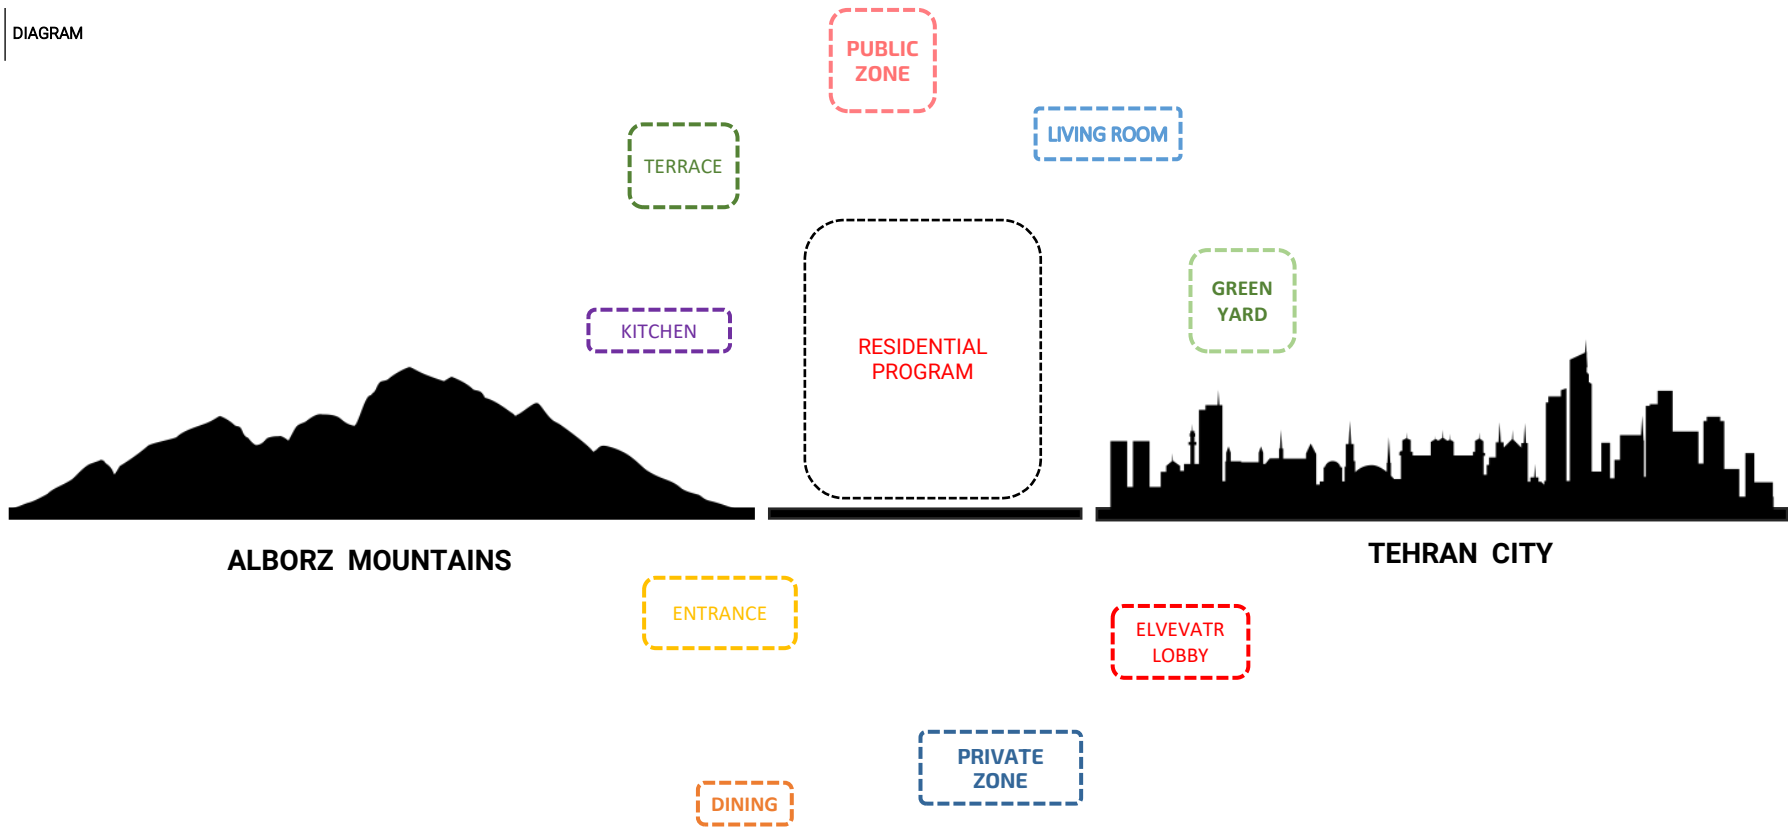 DIAGRAM
PUBLIC
ZONE
LIVING ROOM
TERRACE
GREEN
YARD
KITCHEN
RESIDENTIAL
PROGRAM
ALBORZ MOUNTAINS
TEHRAN CITY
ENTRANCE
ELVEVATR
LOBBY
PRIVATE
ZONE
DINING